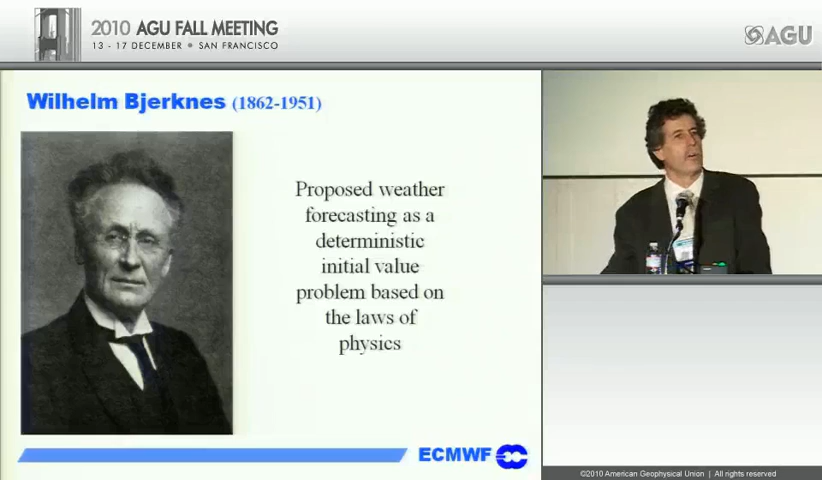 2010 AGU FALL MEETING
13 - 17 DECEMBER • SAN FRANCISCO
AGU
Wilhelm Bjerknes (1862-1951)
Proposed weather
forecasting as a
deterministic
initial value
problem based on
the laws of
physics
ECMWF
©2010 American Geophysical Union | All rights reserved